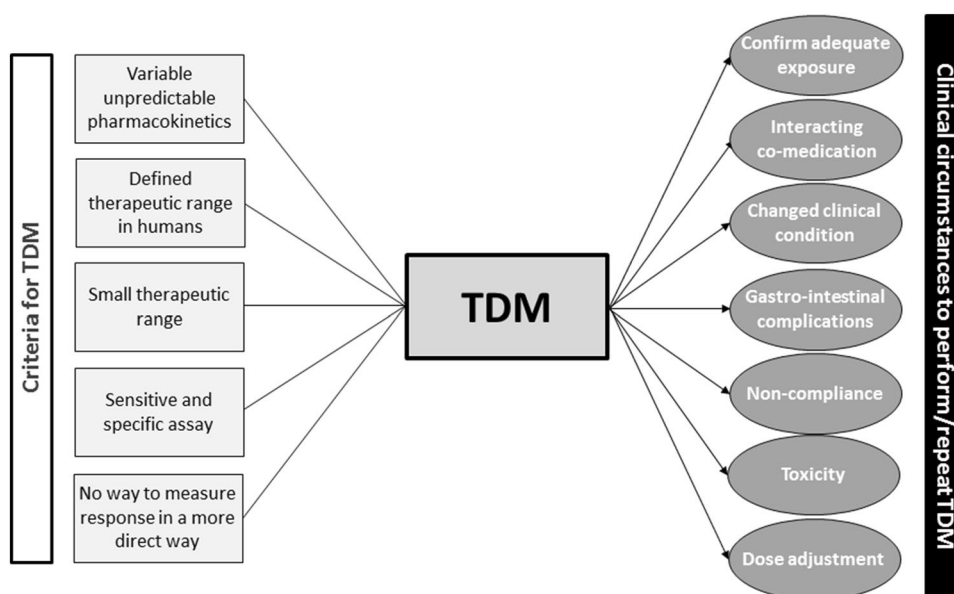 Criteria for TDM
Variable
unpredictable
pharmacokinetics
Defined
therapeutic range
in humans
Small therapeutic
range
Sensitive and
specific assay
No way to measure
response in a more
direct way
TDM
Confirm adequate
exposure
Interacting
co-medication
Changed clinical
condition
Gastro-intestinal
complications
Non-compliance
Toxicity
Dose adjustment
Clinical circumstances to perform/repeat TDM